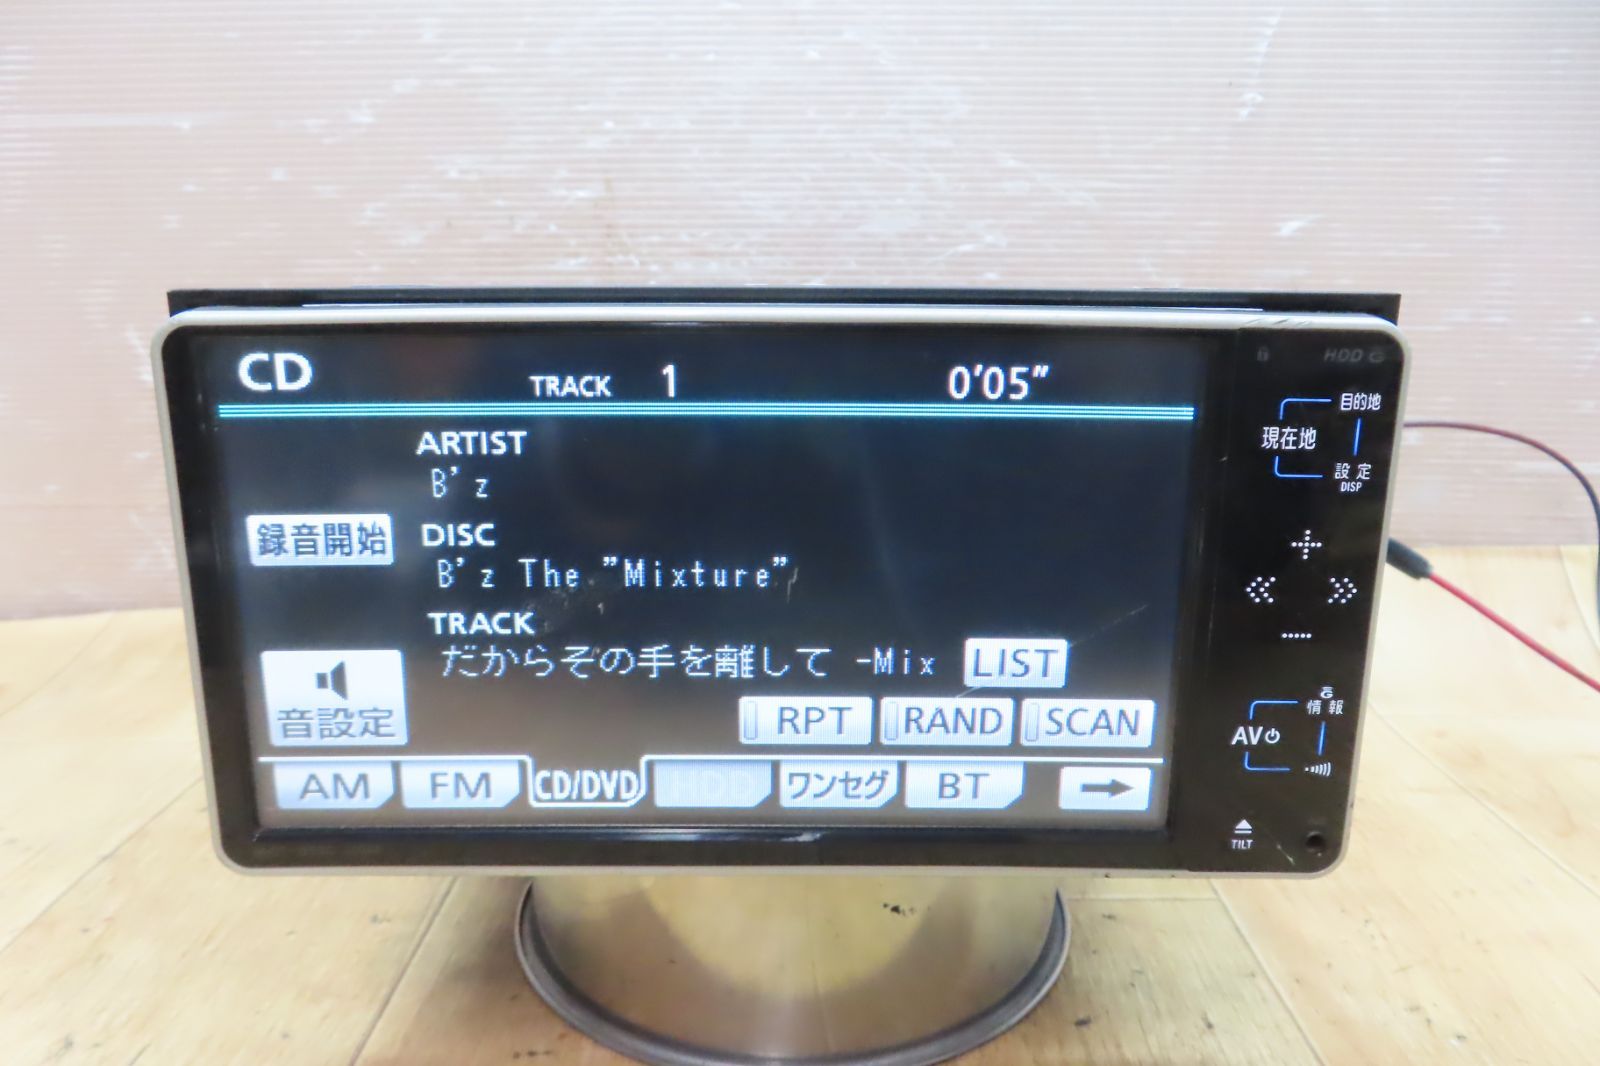 CD TRACK 1 0'05"
ARTIST
B'z
録音開始
DISC
B'z The "Mixture"
TRACK
だからその手を離して -Mix
LIST
音設定
RPT RAND SCAN
AM FM CD/DVD HDD ワンセグ BT
HDD
目的地
現在地
設定
DISP
情報
AV
TILT